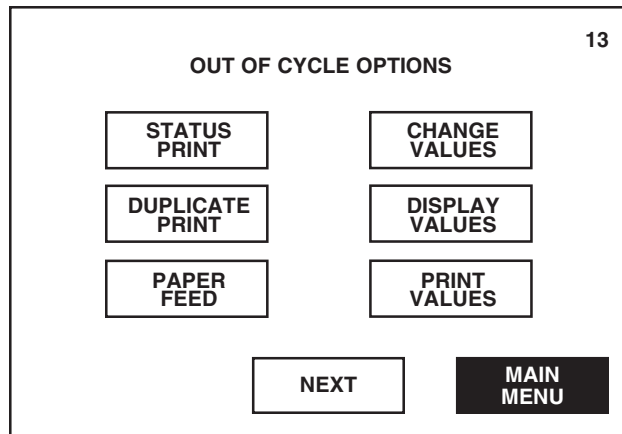 13
OUT OF CYCLE OPTIONS
STATUS
PRINT
CHANGE
VALUES
DUPLICATE
PRINT
DISPLAY
VALUES
PAPER
FEED
PRINT
VALUES
NEXT
MAIN
MENU